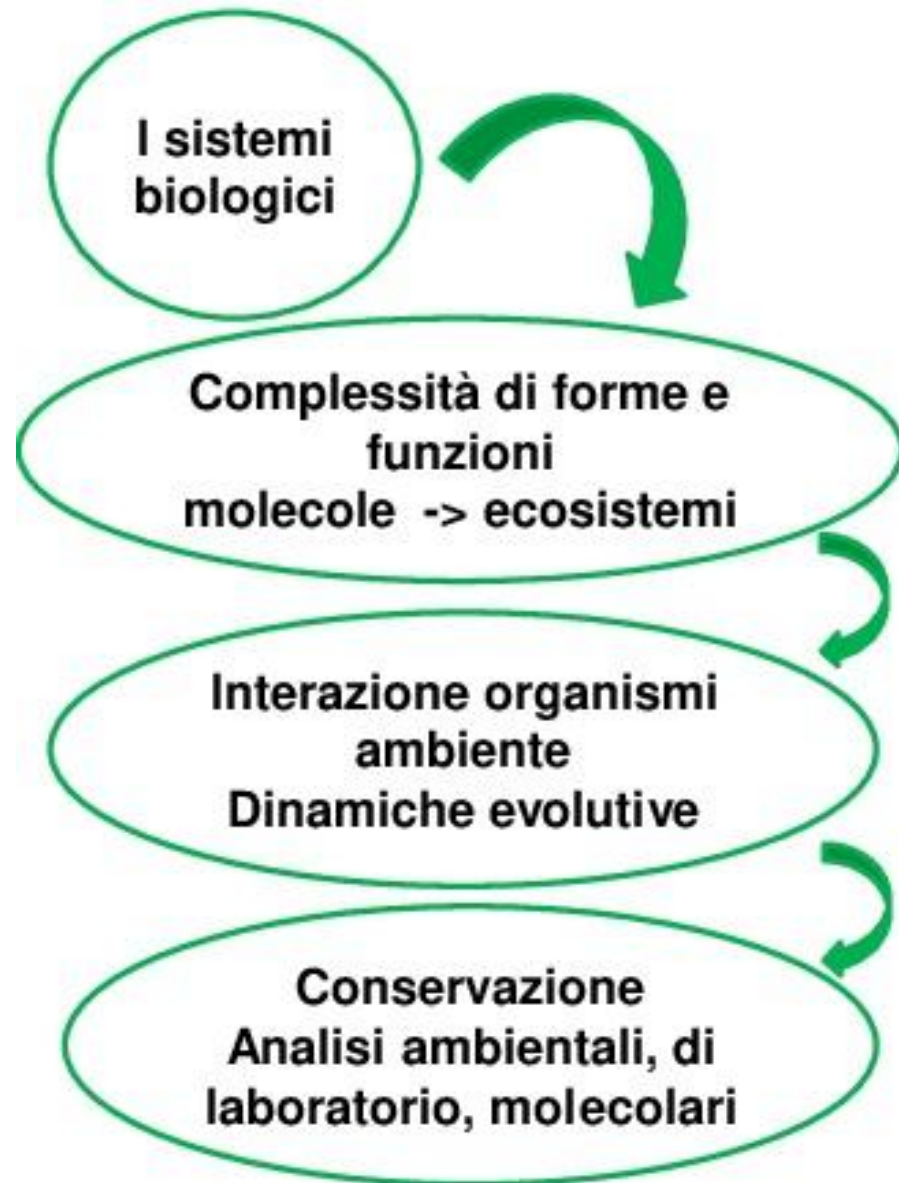 I sistemi
biologici
Complessità di forme e
funzioni
molecole -> ecosistemi
Interazione organismi
ambiente
Dinamiche evolutive
Conservazione
Analisi ambientali, di
laboratorio, molecolari